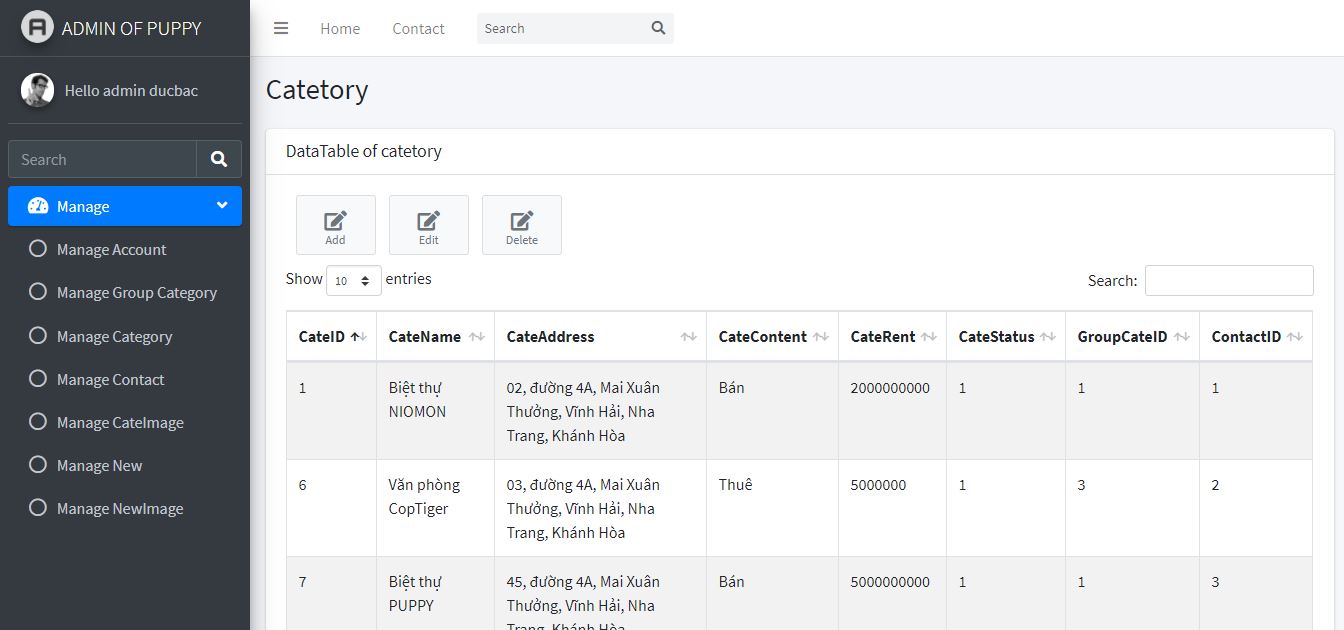 ADMIN OF PUPPY
Hello admin ducbac
Search
Manage
Manage Account
Manage Group Category
Manage Category
Manage Contact
Manage CateImage
Manage New
Manage NewImage
Home Contact Search
Catetory
DataTable of catetory
Add Edit Delete
Show 10 entries Search:
CateID CateName CateAddress CateContent CateRent CateStatus GroupCateID ContactID
1 Biệt thự 02, đường 4A, Mai Xuân Bán 2000000000 1 1 1
NIOMON Thưởng, Vĩnh Hải, Nha
Trang, Khánh Hòa
6 Văn phòng 03, đường 4A, Mai Xuân Thuê 5000000 1 3 2
CopTiger Thưởng, Vĩnh Hải, Nha
Trang, Khánh Hòa
7 Biệt thự 45, đường 4A, Mai Xuân Bán 5000000000 1 1 3
PUPPY Thưởng, Vĩnh Hải, Nha
Trang, Khánh Hòa